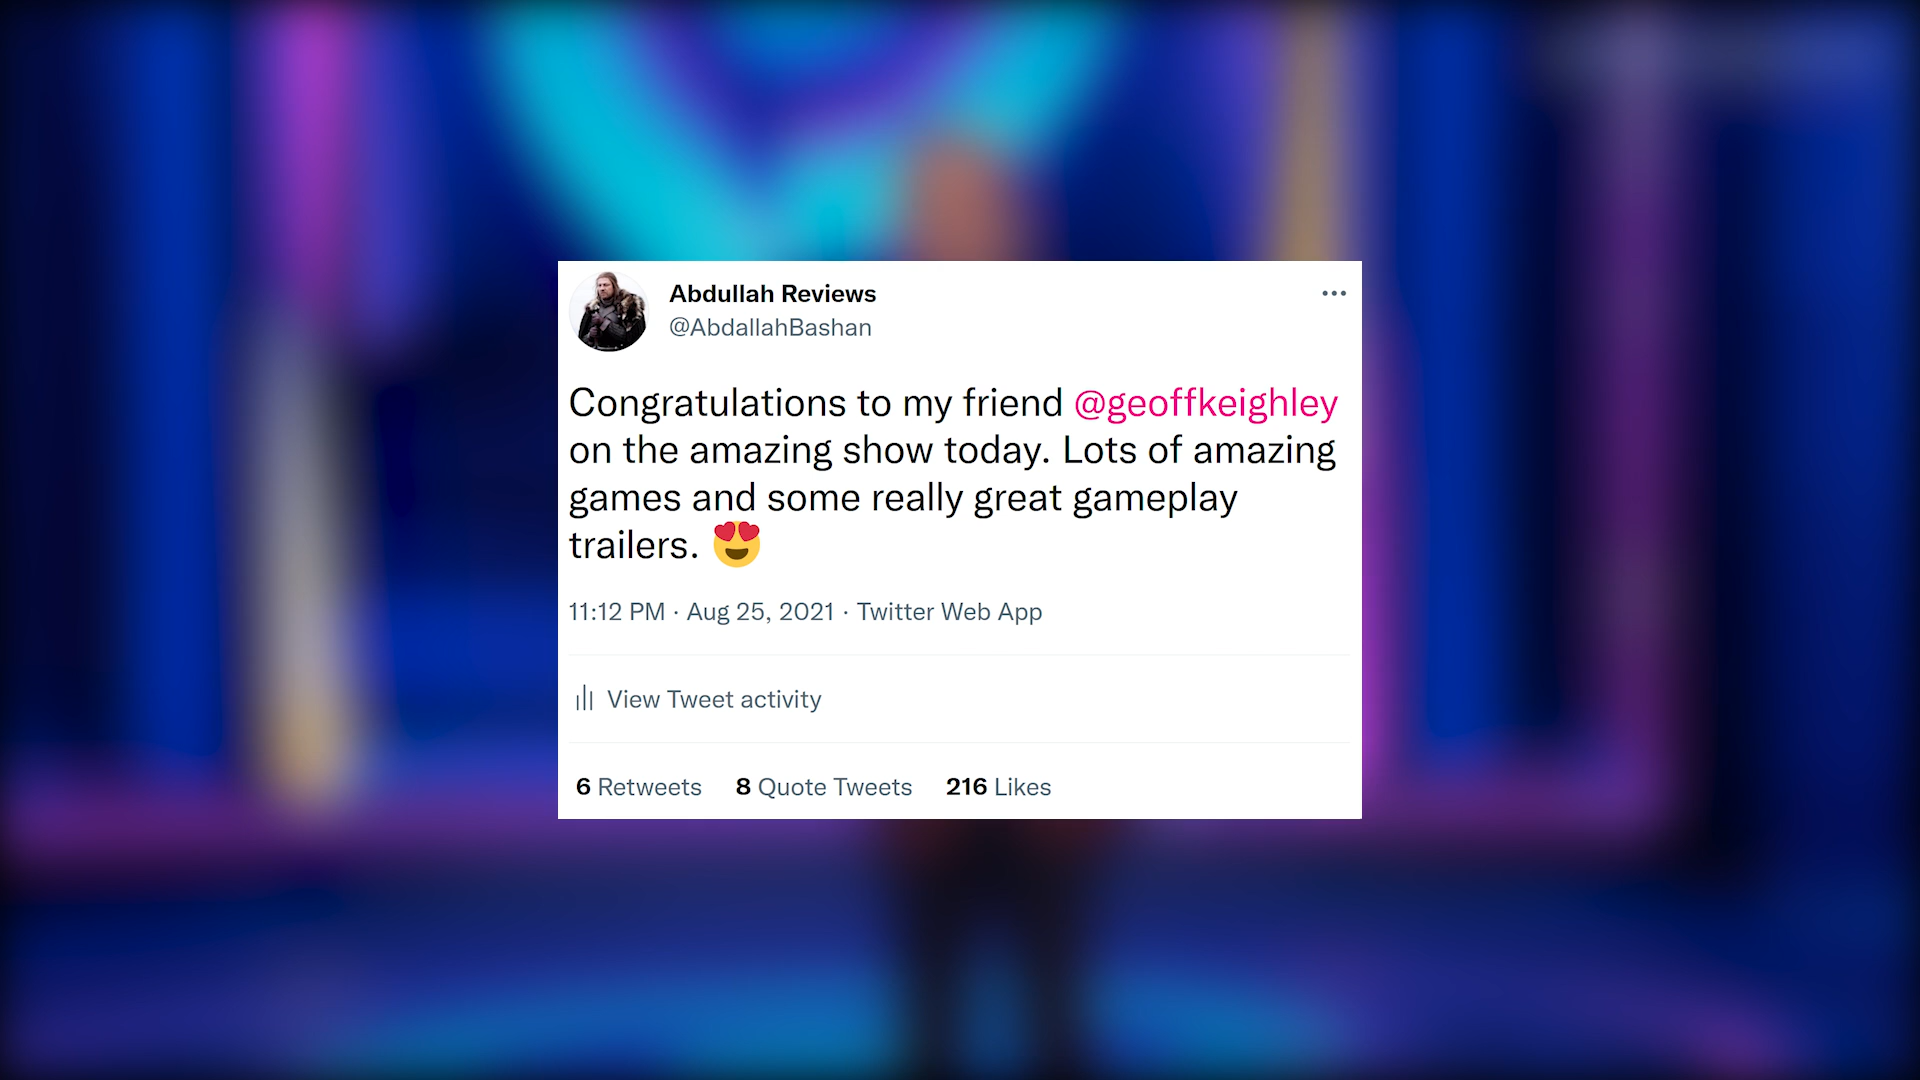 Abdullah Reviews
@AbdallahBashan
Congratulations to my friend @geoffkeighley
on the amazing show today. Lots of amazing
games and some really great gameplay
trailers. 😍
11:12 PM · Aug 25, 2021 · Twitter Web App
View Tweet activity
6 Retweets 8 Quote Tweets 216 Likes